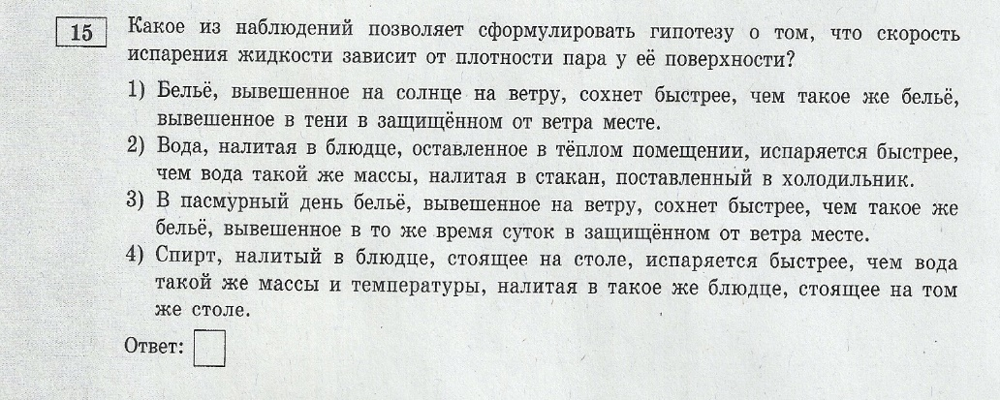 15
Какое из наблюдений позволяет сформулировать гипотезу о том, что скорость
испарения жидкости зависит от плотности пара у её поверхности?
1) Бельё, вывешенное на солнце на ветру, сохнет быстрее, чем такое же бельё,
вывешенное в тени в защищённом от ветра месте.
2) Вода, налитая в блюдце, оставленное в тёплом помещении, испаряется быстрее,
чем вода такой же массы, налитая в стакан, поставленный в холодильник.
3) В пасмурный день бельё, вывешенное на ветру, сохнет быстрее, чем такое же
бельё, вывешенное в то же время суток в защищённом от ветра месте.
4) Спирт, налитый в блюдце, стоящее на столе, испаряется быстрее, чем вода
такой же массы и температуры, налитая в такое же блюдце, стоящее на том
же столе.
Ответ: